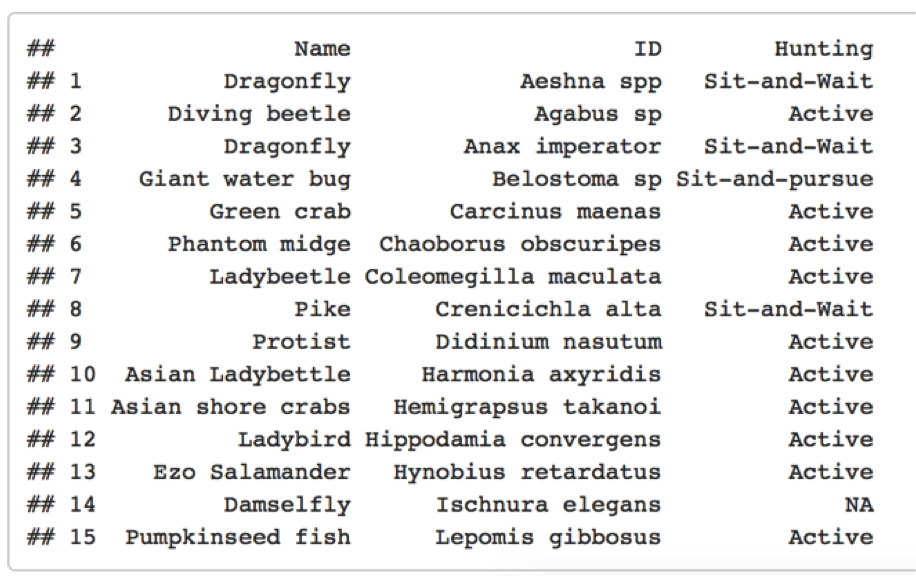 ##                   Name                    ID         Hunting
## 1            Dragonfly            Aeshna spp    Sit-and-Wait
## 2        Diving beetle             Agabus sp          Active
## 3            Dragonfly        Anax imperator    Sit-and-Wait
## 4      Giant water bug          Belostoma sp Sit-and-pursue
## 5           Green crab       Carcinus maenas          Active
## 6        Phantom midge  Chaoborus obscuripes          Active
## 7           Ladybeetle Coleomegilla maculata          Active
## 8                 Pike      Crenicichla alta    Sit-and-Wait
## 9              Protist      Didinium nasutum          Active
## 10    Asian Ladybettle     Harmonia axyridis          Active
## 11   Asian shore crabs   Hemigrapsus takanoi          Active
## 12            Ladybird Hippodamia convergens          Active
## 13      Ezo Salamander   Hynobius retardatus          Active
## 14           Damselfly      Ischnura elegans              NA
## 15    Pumpkinseed fish      Lepomis gibbosus          Active